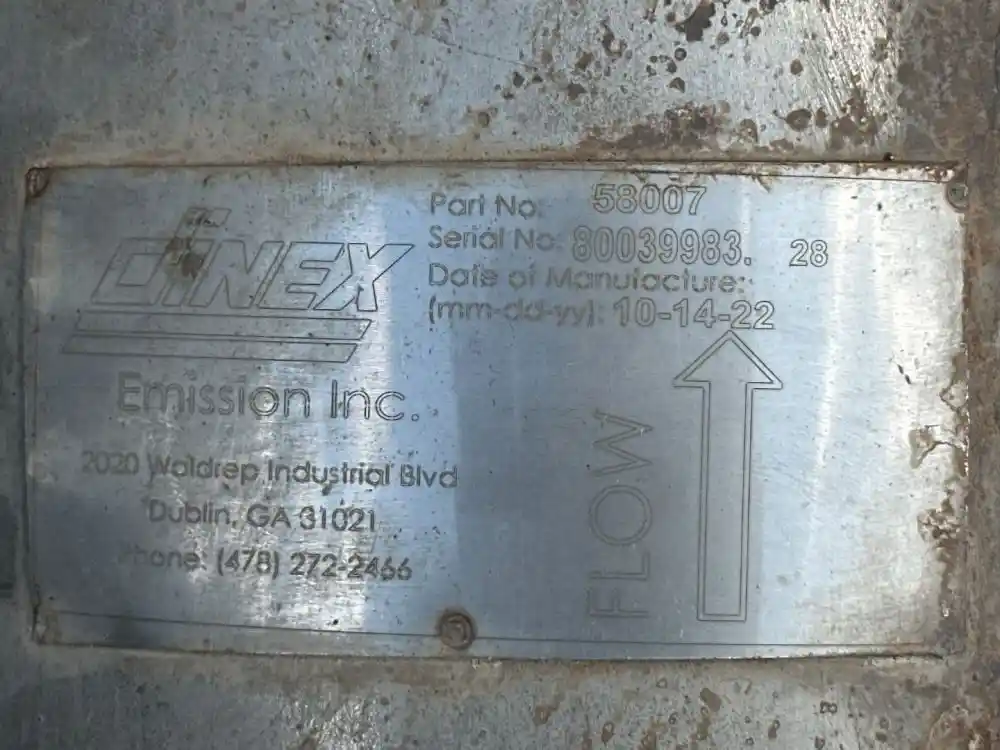 DINEX
Emission Inc.
2020 Waldrep Industrial Blvd
Dublin, GA 31021
Phone: (478) 272-2466
Part No: 58007
Serial No: 80039983. 28
Date of Manufacture:
(mm-dd-yy): 10-14-22
FLOW